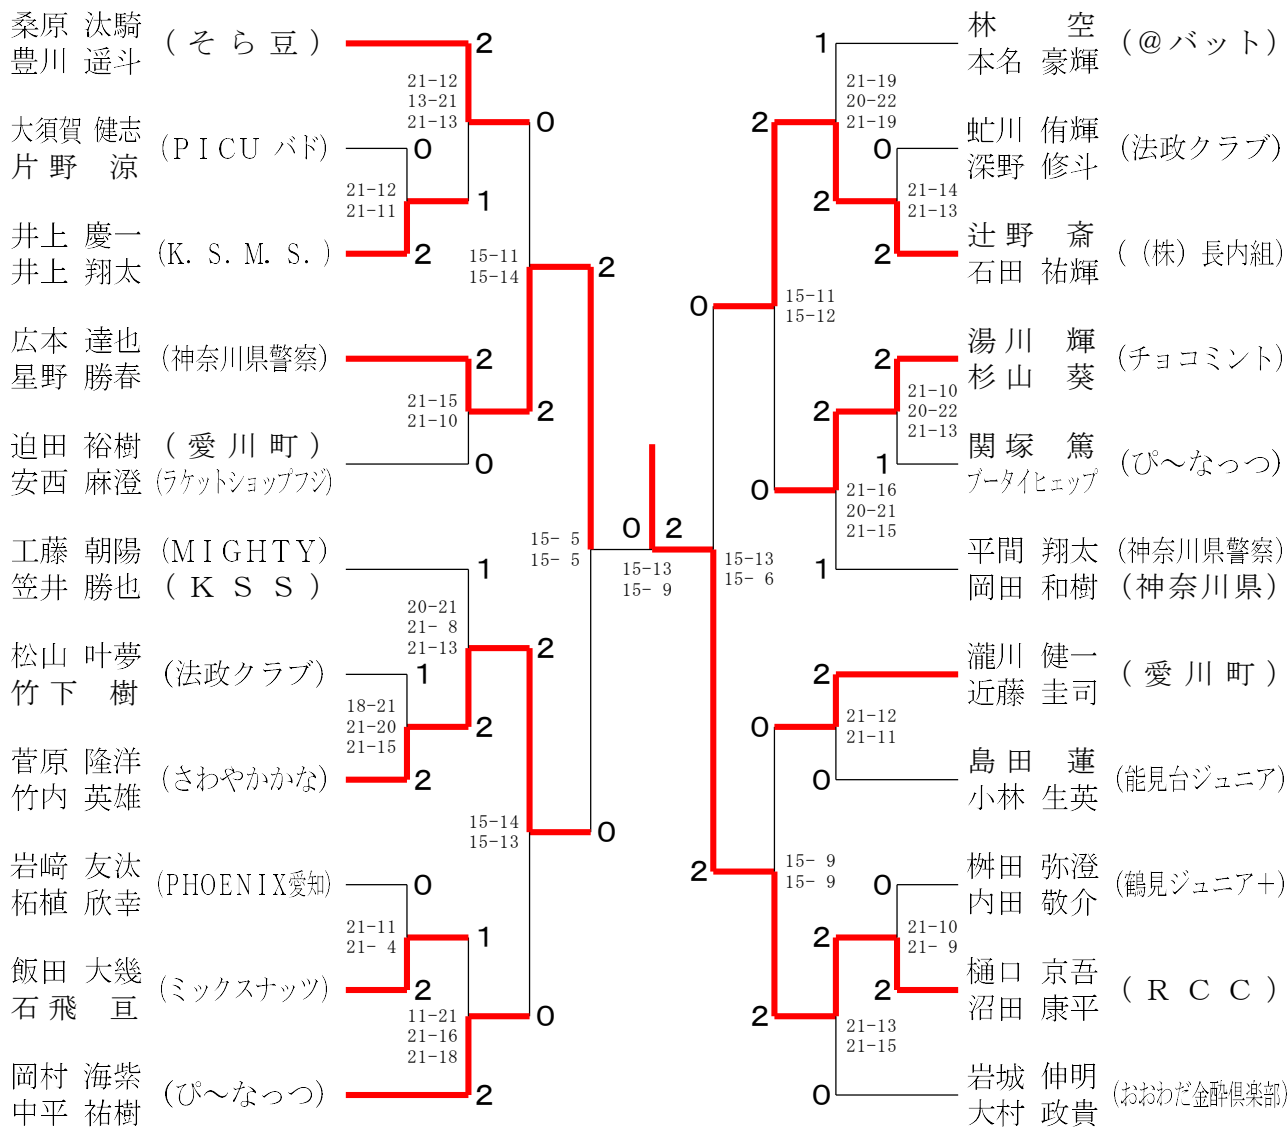 桑原 汰騎
豊川 遥斗
(そら豆)
2
21-12
13-21
21-13
大須賀 健志
片野 涼
(PICU バド)
0
21-12
21-11
井上 慶一
井上 翔太
(K. S. M. S. )
2
1
0
15-11
15-14
広本 達也
星野 勝春
(神奈川県警察)
2
21-15
21-10
迫田 裕樹
安西 麻澄
(愛川町)
(ラケットショップフジ)
0
2
2
15- 5
15- 5
工藤 朝陽
笠井 勝也
(MIGHTY)
(KSS)
1
20-21
21- 8
21-13
松山 叶夢
竹下 樹
(法政クラブ)
1
18-21
21-20
21-15
菅原 隆洋
竹内 英雄
(さわやかかな)
2
2
2
15-14
15-13
0
岩﨑 友汰
柘植 欣幸
(PHOENIX愛知)
0
21-11
21- 4
飯田 大幾
石飛 亘
(ミックスナッツ)
2
1
11-21
21-16
21-18
0
岡村 海紫
中平 祐樹
(ぴ～なっつ)
2
0 2
15-13
15- 9
林 空
本名 豪輝
(@バット)
1
21-19
20-22
21-19
2
虻川 侑輝
深野 修斗
(法政クラブ)
0
21-14
21-13
2
辻野 斎
石田 祐輝
((株)長内組)
2
0
15-11
15-12
湯川 輝
杉山 葵
(チョコミント)
2
21-10
20-22
21-13
2
関塚 篤
ブータイヒェップ
(ぴ～なっつ)
1
0
21-16
20-21
21-15
平間 翔太
岡田 和樹
(神奈川県警察)
(神奈川県)
1
15-13
15- 6
瀧川 健一
近藤 圭司
(愛川町)
2
21-12
21-11
0
島田 蓮
小林 生英
(能見台ジュニア)
0
2
15- 9
15- 9
桝田 弥澄
内田 敬介
(鶴見ジュニア+)
0
21-10
21- 9
2
樋口 京吾
沼田 康平
(RCC)
2
2
21-13
21-15
岩城 伸明
大村 政貴
(おおわだ金酔倶楽部)
0